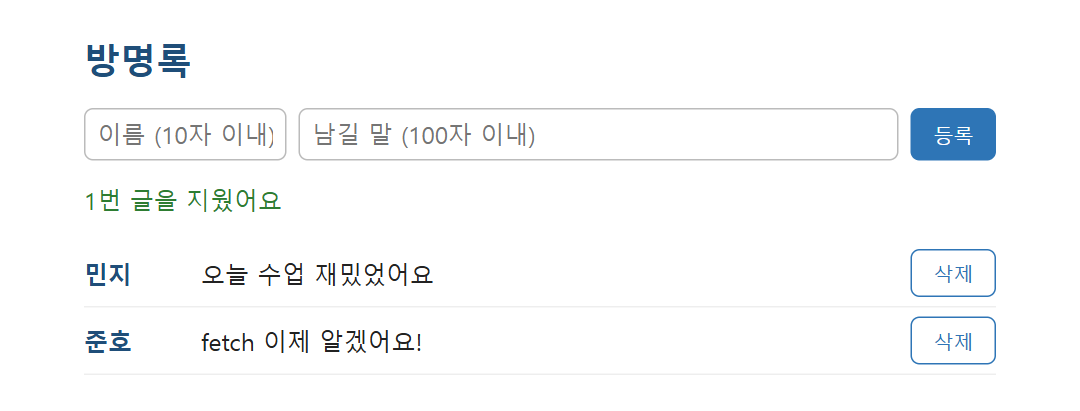 방명록
이름 (10자 이내) 남길 말 (100자 이내) 등록
1번 글을 지웠어요
민지 오늘 수업 재밌었어요 삭제
준호 fetch 이제 알겠어요! 삭제